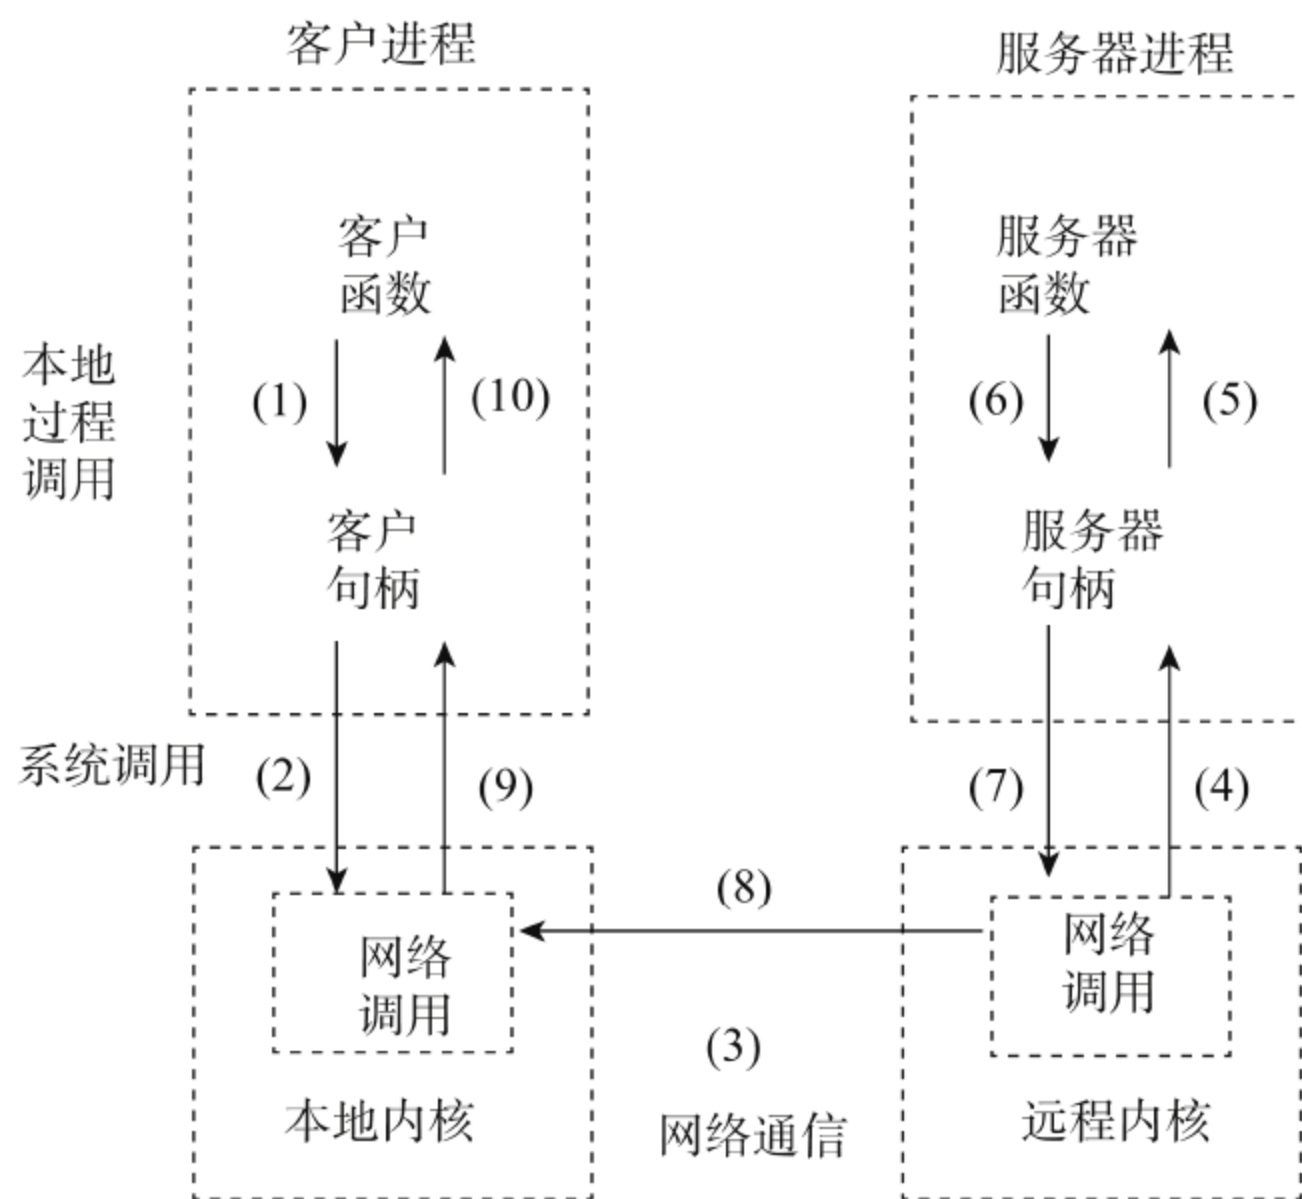 客户进程
服务器进程
客户
函数
服务器
函数
本地
过程
调用
(1)
(10)
(6)
(5)
客户
句柄
服务器
句柄
系统调用
(2)
(9)
(7)
(4)
(8)
网络
调用
网络
调用
(3)
本地内核
网络通信
远程内核